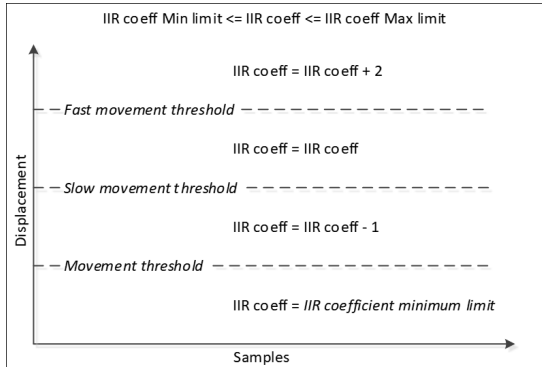 IIR coeff Min limit <= IIR coeff <= IIR coeff Max limit
IIR coeff = IIR coeff + 2
Fast movement threshold
IIR coeff = IIR coeff
Slow movement threshold
IIR coeff = IIR coeff - 1
Movement threshold
IIR coeff = IIR coefficient minimum limit
Displacement
Samples